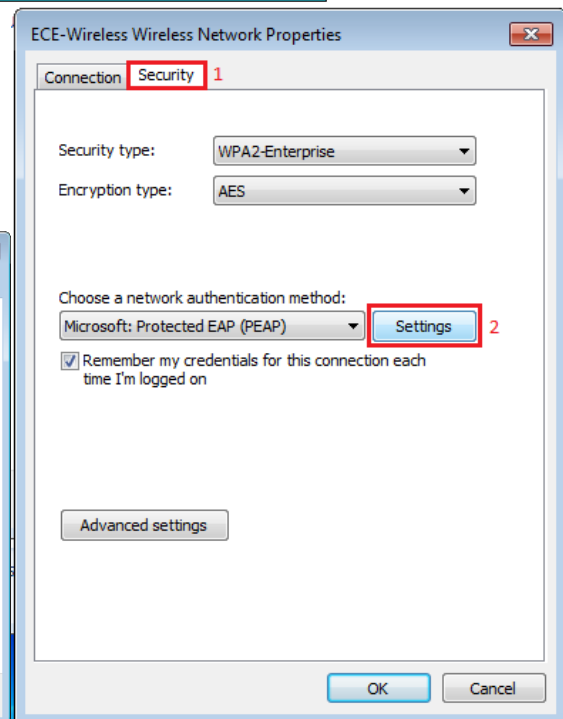 ECE-Wireless Wireless Network Properties
Connection Security 1
Security type: WPA2-Enterprise
Encryption type: AES
Choose a network authentication method:
Microsoft: Protected EAP (PEAP) Settings 2
Remember my credentials for this connection each
time I'm logged on
Advanced settings
OK Cancel